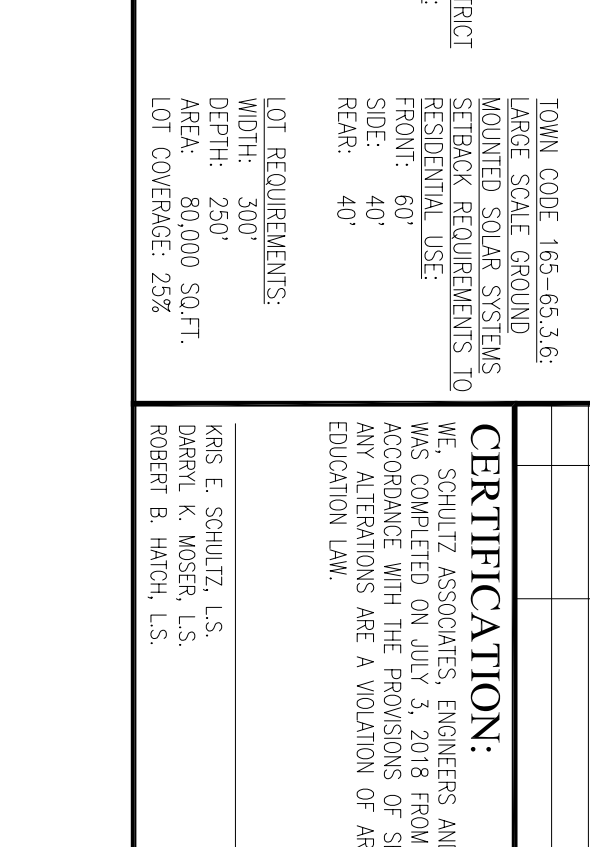 TRICT
TOWN CODE 165-65.3.6:
LARGE SCALE GROUND
MOUNTED SOLAR SYSTEMS
SETBACK REQUIREMENTS TO
RESIDENTIAL USE:
FRONT: 60'
SIDE: 40'
REAR: 40'
LOT REQUIREMENTS:
WIDTH: 300'
DEPTH: 250'
AREA: 80,000 SQ.FT.
LOT COVERAGE: 25%
CERTIFICATION:
WE, SCHULTZ ASSOCIATES, ENGINEERS AND
WAS COMPLETED ON JULY 3, 2018 FROM
ACCORDANCE WITH THE PROVISIONS OF
ANY ALTERATIONS ARE A VIOLATION OF
EDUCATION LAW.
KRIS E. SCHULTZ, L.S.
DARRYL K. MOSER, L.S.
ROBERT B. HATCH, L.S.